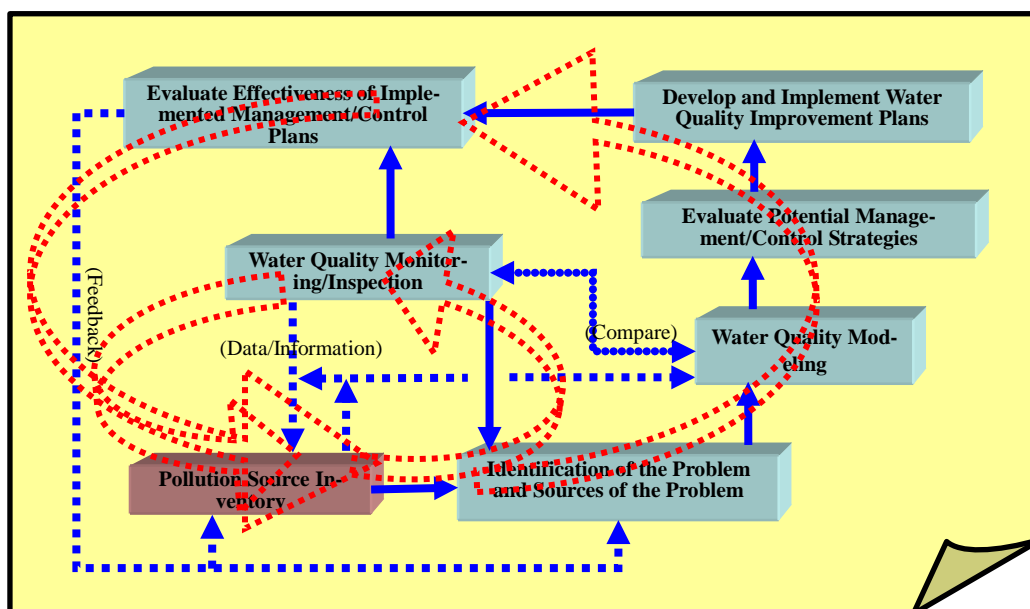 Evaluate Effectiveness of Imple-
mented Management/Control
Plans
Develop and Implement Water
Quality Improvement Plans
Evaluate Potential Manage-
ment/Control Strategies
Water Quality Monitor-
ing/Inspection
(Feedback)
(Data/Information)
(Compare)
Water Quality Mod-
eling
Pollution Source In-
ventory
Identification of the Problem
and Sources of the Problem